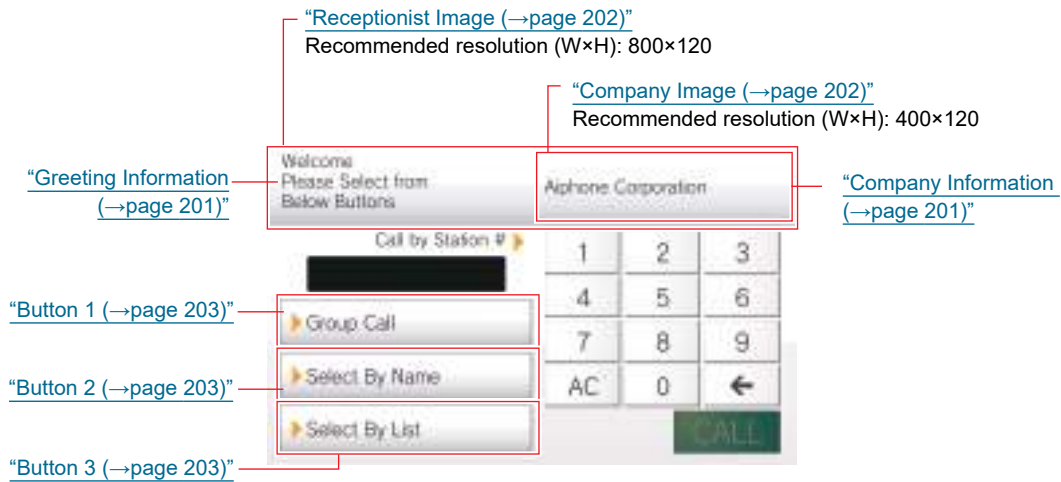 “Receptionist Image (→page 202)”
Recommended resolution (W×H): 800×120
“Company Image (→page 202)”
Recommended resolution (W×H): 400×120
Welcome
Please Select from
Below Buttons
Aiphone Corporation
“Greeting Information
(→page 201)”
“Company Information
(→page 201)”
Call by Station #
1 2 3
4 5 6
7 8 9
AC 0 ←
“Button 1 (→page 203)”
Group Call
“Button 2 (→page 203)”
Select By Name
Select By List
CALL
“Button 3 (→page 203)”